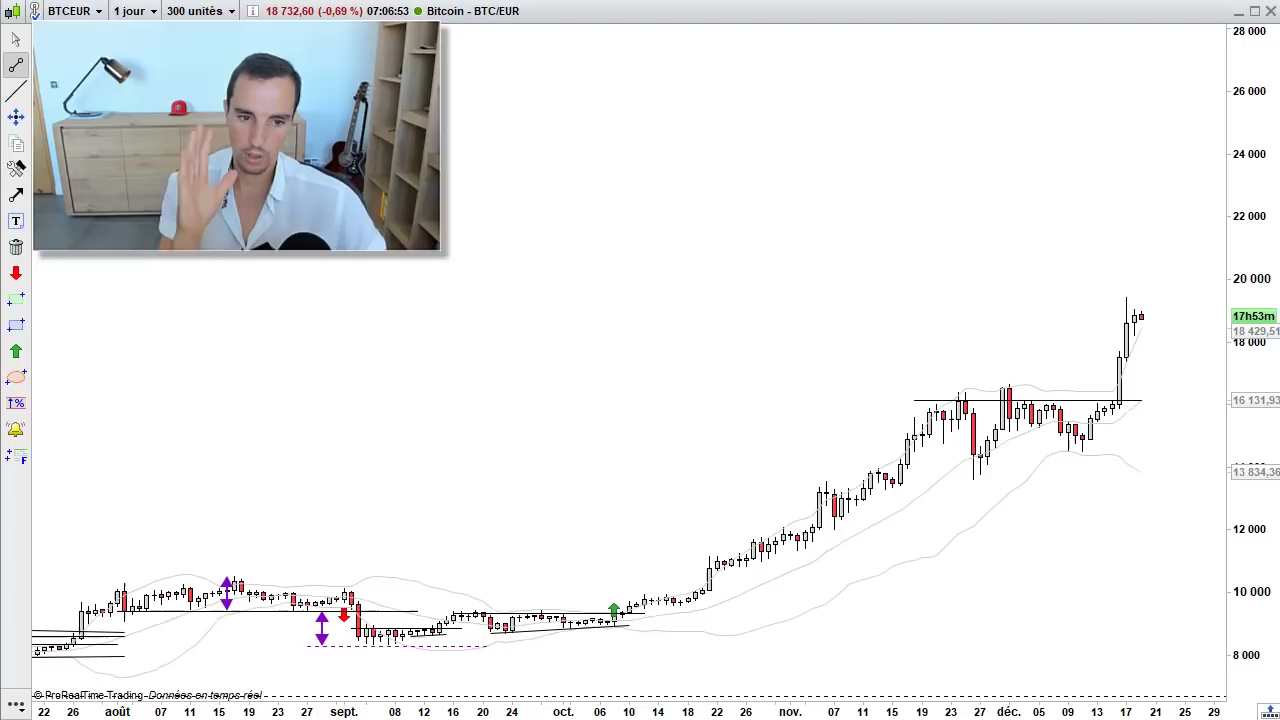 BTCEUR 1 jour 300 unités 18 732,60 (-0,69 %) 07:06:53 Bitcoin - BTC/EUR
28 000
26 000
24 000
22 000
20 000
17h53m
18 429,51
18 000
16 131,93
13 834,36
12 000
10 000
8 000
T
%
F
© ProRealTime-Trading - Données en temps réel
22 26 août 07 11 15 19 23 27 sept. 08 12 16 20 24 oct. 06 10 14 18 22 26 nov. 07 11 15 19 23 27 déc. 05 09 13 17 21 25 29